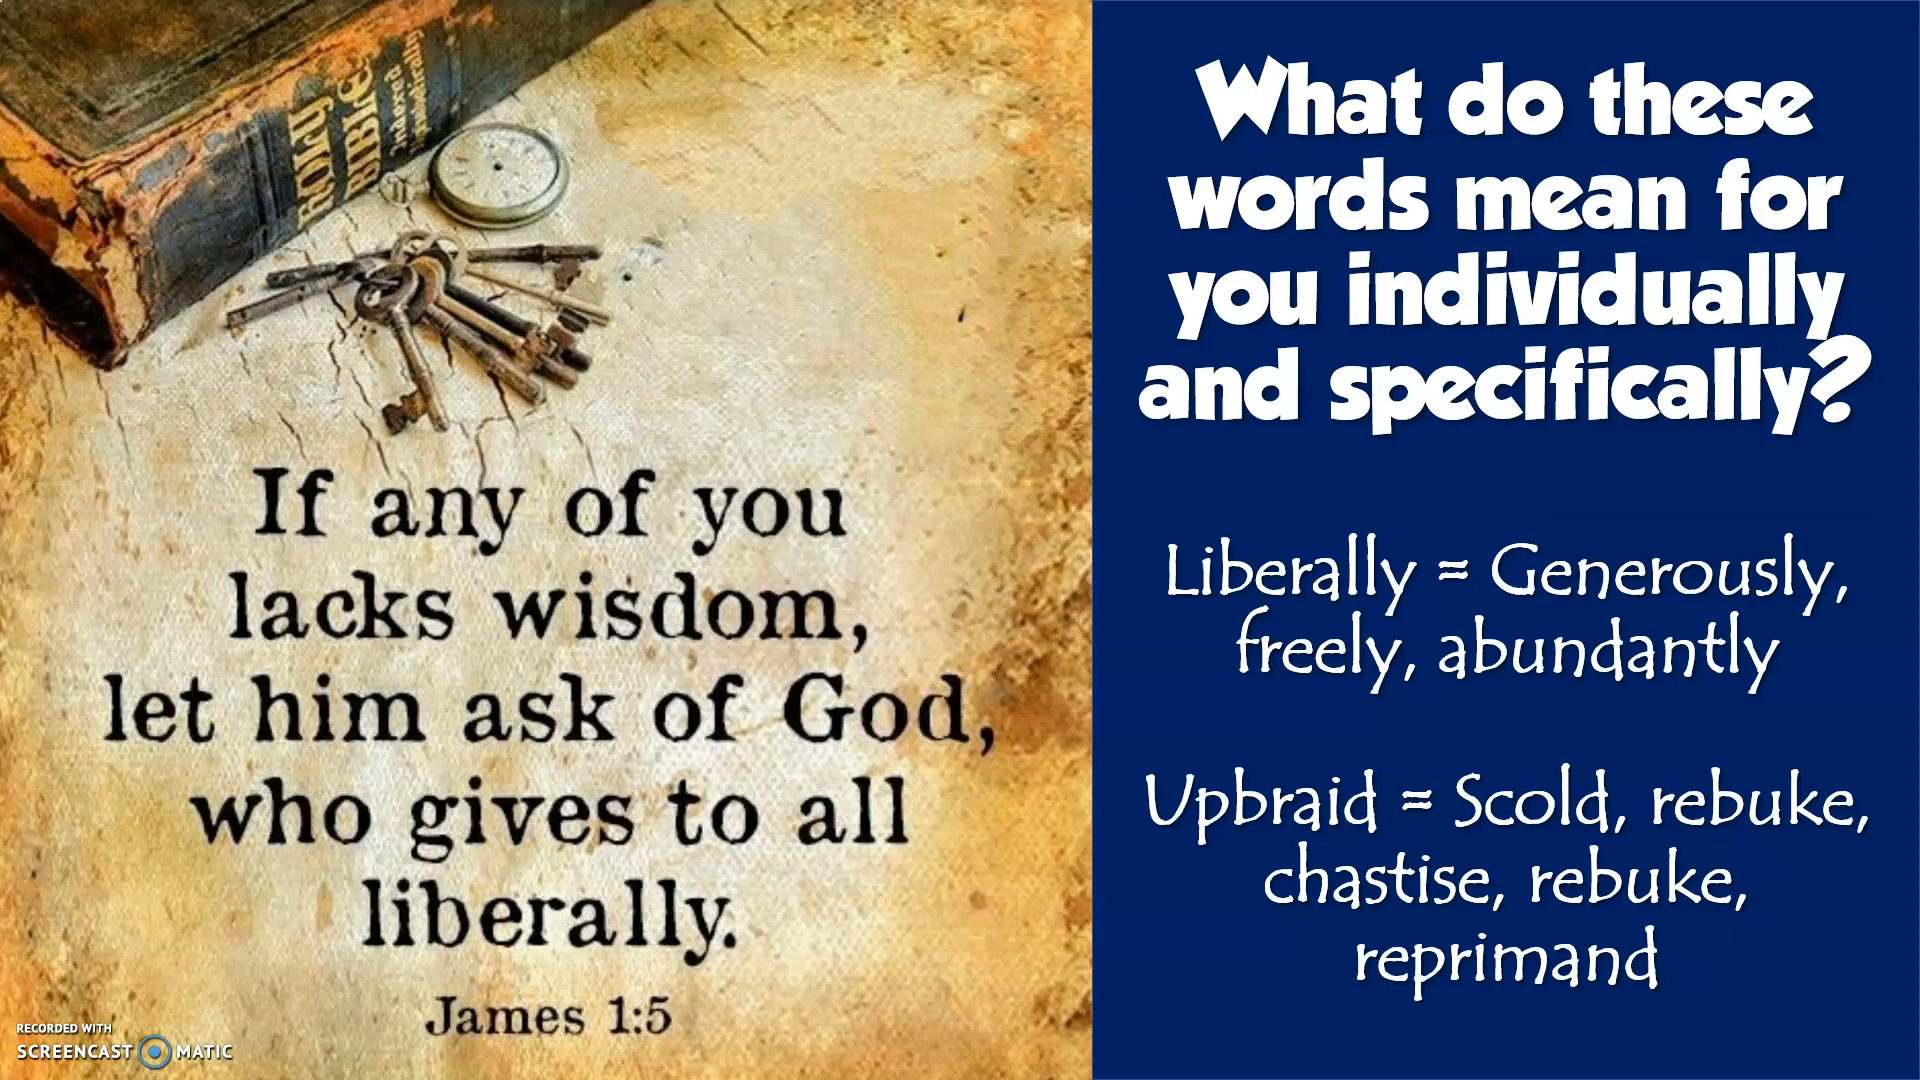 HOLY
BIBLE
Indexed
If any of you
lacks wisdom,
let him ask of God,
who gives to all
liberally.
James 1:5
What do these
words mean for
you individually
and specifically?
Liberally = Generously,
freely, abundantly
Upbraid = Scold, rebuke,
chastise, rebuke,
reprimand
RECORDED WITH
SCREENCAST MATIC